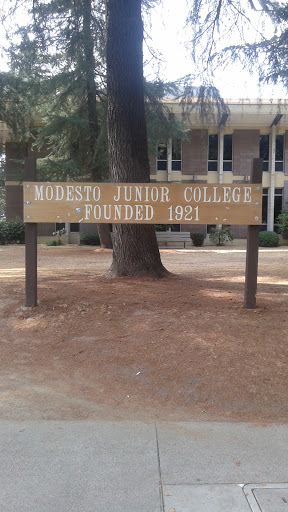 MODESTO JUNIOR COLLEGE
FOUNDED 1921